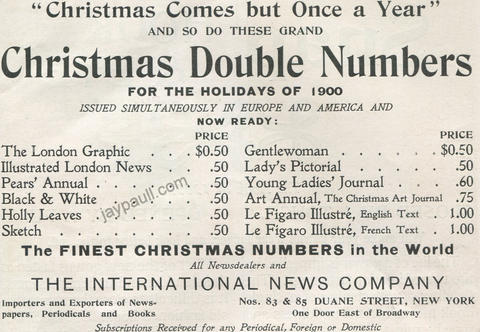 "Christmas Comes but Once a Year"
AND SO DO THESE GRAND
Christmas Double Numbers
FOR THE HOLIDAYS OF 1900
ISSUED SIMULTANEOUSLY IN EUROPE AND AMERICA AND
NOW READY:
PRICE
The London Graphic . . . . $0.50
Illustrated London News . . .50
Pears' Annual . . . . . .50
Black & White . . . . . .50
Holly Leaves . . . . . .50
Sketch . . . . . . . .50
PRICE
Gentlewoman . . . . . $0.50
Lady's Pictorial . . . . . .50
Young Ladies' Journal . . . .60
Art Annual, The Christmas Art Journal .75
Le Figaro Illustré, English Text . 1.00
Le Figaro Illustré, French Text . 1.00
jaypaull.com
The FINEST CHRISTMAS NUMBERS in the World
All Newsdealers and
THE INTERNATIONAL NEWS COMPANY
Importers and Exporters of News-
papers, Periodicals and Books
Nos. 83 & 85 DUANE STREET, NEW YORK
One Door East of Broadway
Subscriptions Received for any Periodical, Foreign or Domestic